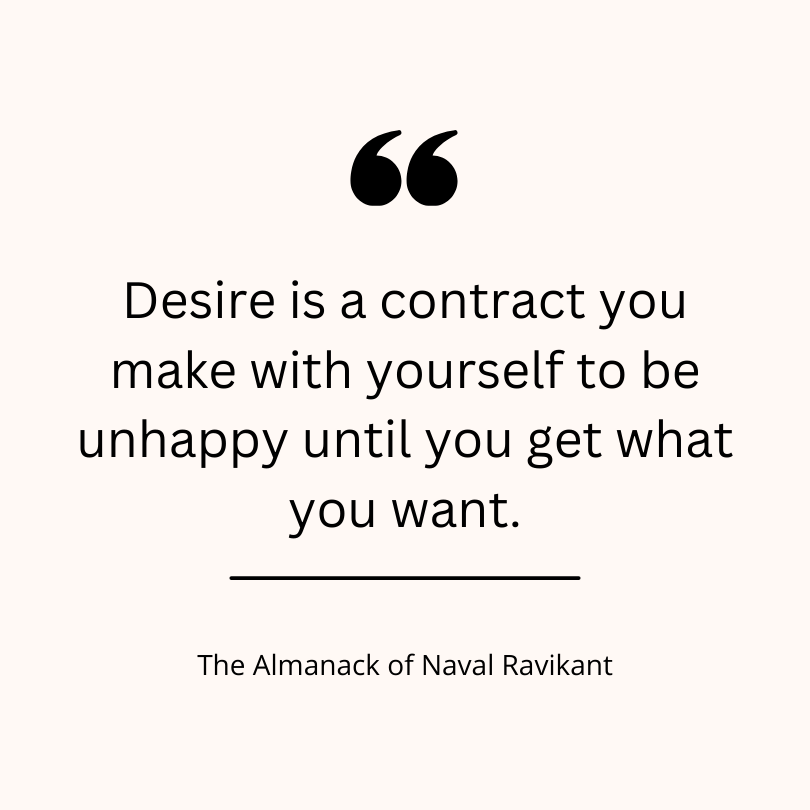 ❝
Desire is a contract you
make with yourself to be
unhappy until you get what
you want.
The Almanack of Naval Ravikant